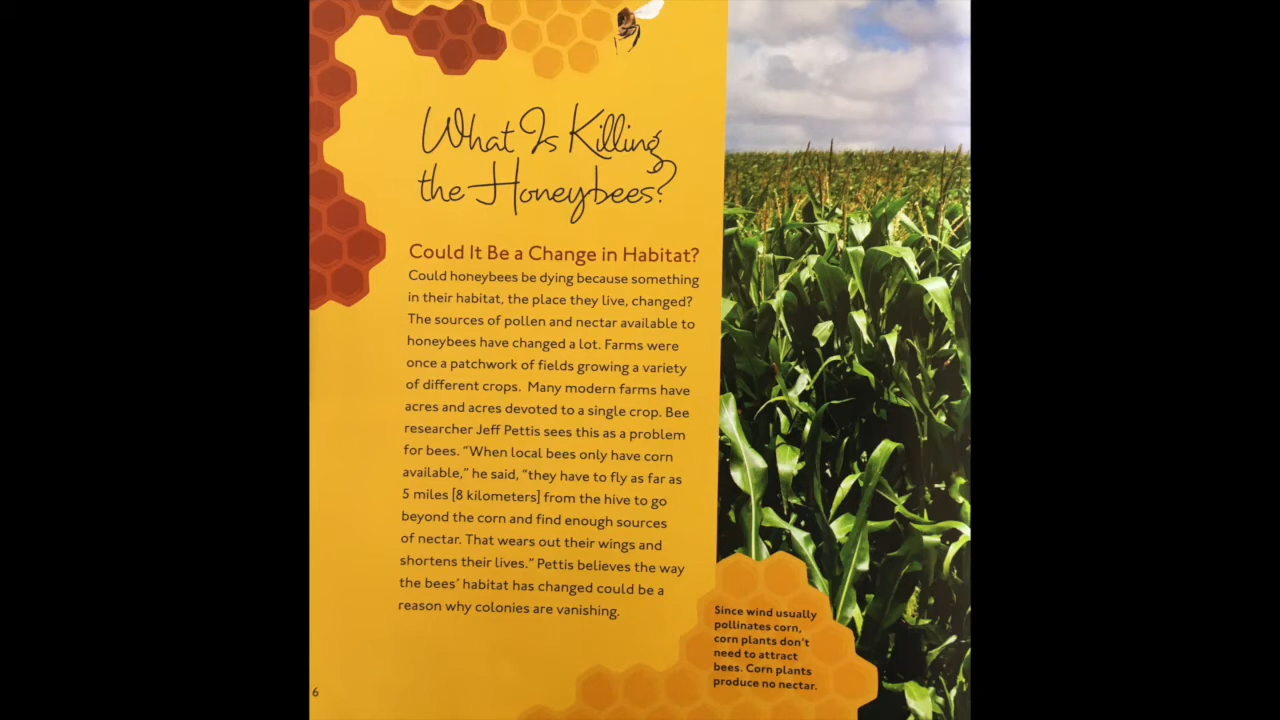 What Is Killing
the Honeybees?
Could It Be a Change in Habitat?
Could honeybees be dying because something
in their habitat, the place they live, changed?
The sources of pollen and nectar available to
honeybees have changed a lot. Farms were
once a patchwork of fields growing a variety
of different crops. Many modern farms have
acres and acres devoted to a single crop. Bee
researcher Jeff Pettis sees this as a problem
for bees. “When local bees only have corn
available,” he said, “they have to fly as far as
5 miles [8 kilometers] from the hive to go
beyond the corn and find enough sources
of nectar. That wears out their wings and
shortens their lives.” Pettis believes the way
the bees’ habitat has changed could be a
reason why colonies are vanishing.
Since wind usually
pollinates corn,
corn plants don’t
need to attract
bees. Corn plants
produce no nectar.
6